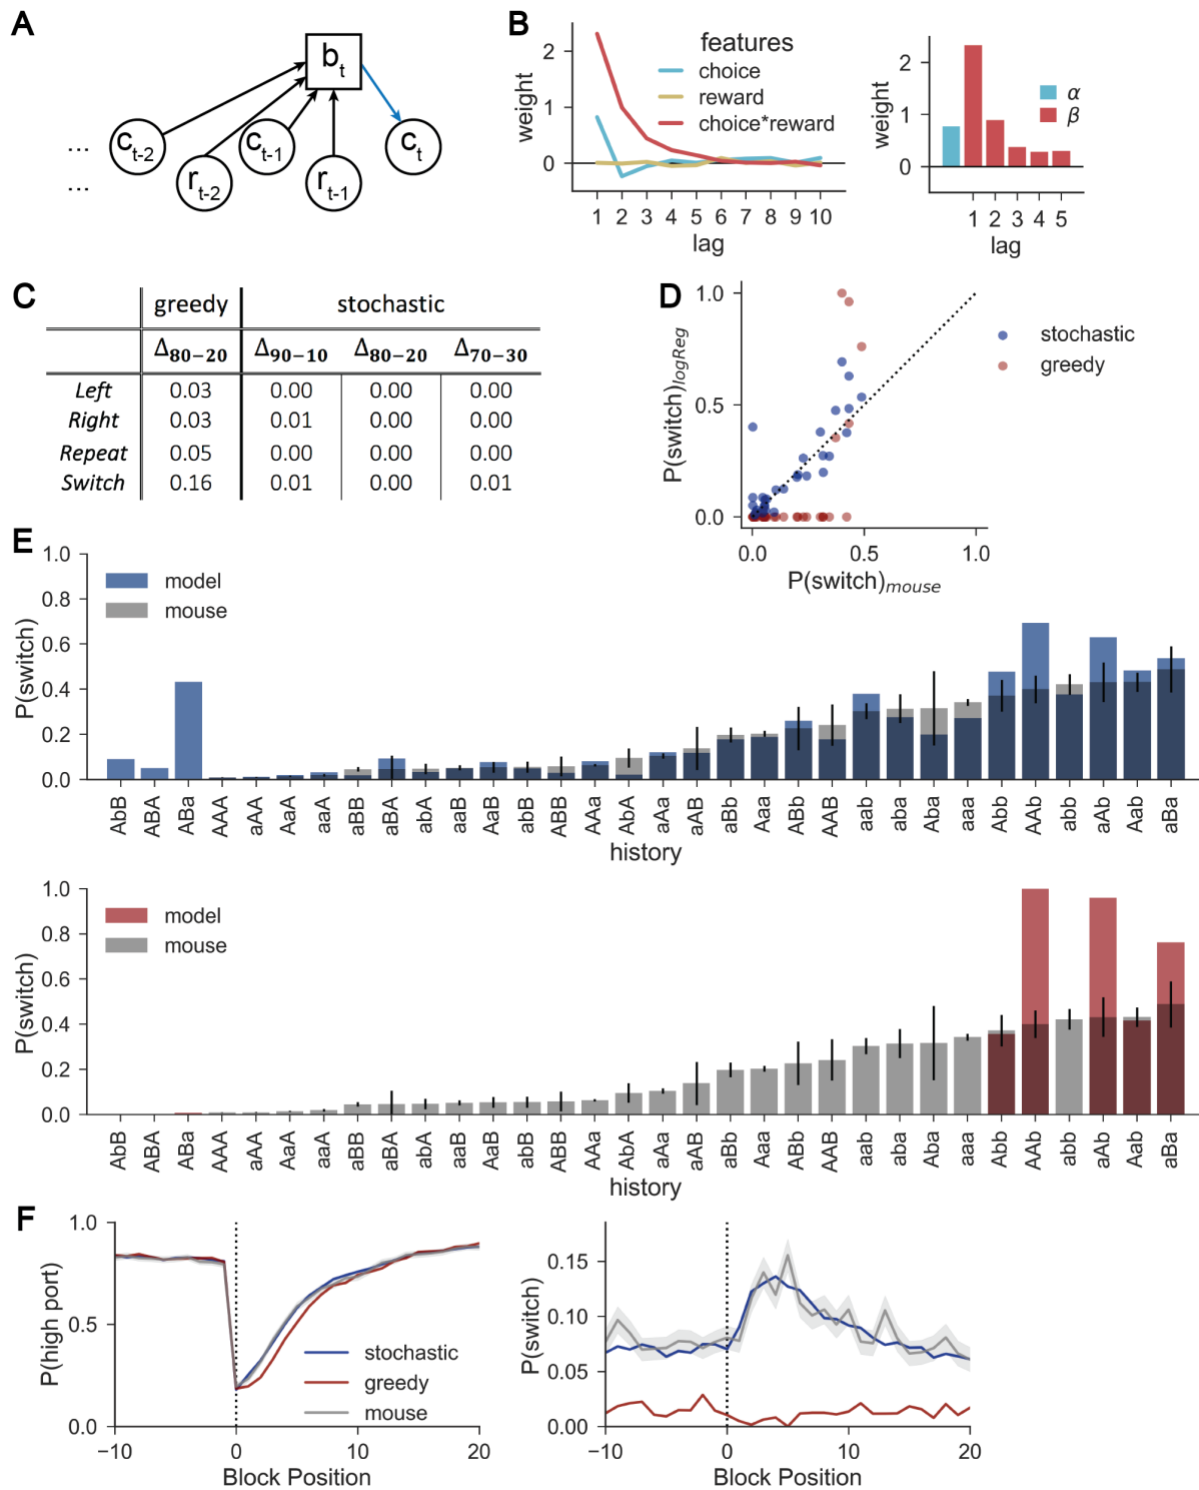 A
b_t
c_{t-2}
c_{t-1}
c_t
r_{t-2}
r_{t-1}
...
...
B
features
choice
reward
choice*reward
weight
2
1
0
1 2 3 4 5 6 7 8 9 10
lag
α
β
weight
2
1
0
1 2 3 4 5
lag
C
greedy stochastic
Δ80−20 Δ90−10 Δ80−20 Δ70−30
Left 0.03 0.00 0.00 0.00
Right 0.03 0.01 0.00 0.00
Repeat 0.05 0.00 0.00 0.00
Switch 0.16 0.01 0.00 0.01
D
P(switch)logReg
1.0
0.5
0.0
0.0 0.5 1.0
P(switch)mouse
stochastic
greedy
E
P(switch)
1.0
0.8
0.6
0.4
0.2
0.0
model
mouse
AbB ABA ABa AAA aAA AaA aaA aBB aBA abA aaB AaB abB ABB AAa AbA aAa aAB aBb Aaa ABb AAB aab abb Aba aaa Abb AAb abb aAb Aab aBa
history
P(switch)
1.0
0.8
0.6
0.4
0.2
0.0
model
mouse
AbB ABA ABa AAA aAA AaA aaA aBB aBA abA aaB AaB abB ABB AAa AbA aAa aAB aBb Aaa ABb AAB aab abb Aba aaa Abb AAb abb aAb Aab aBa
history
F
P(high port)
1.0
0.5
0.0
stochastic
greedy
mouse
−10 0 10 20
Block Position
P(switch)
0.15
0.10
0.05
0.00
−10 0 10 20
Block Position